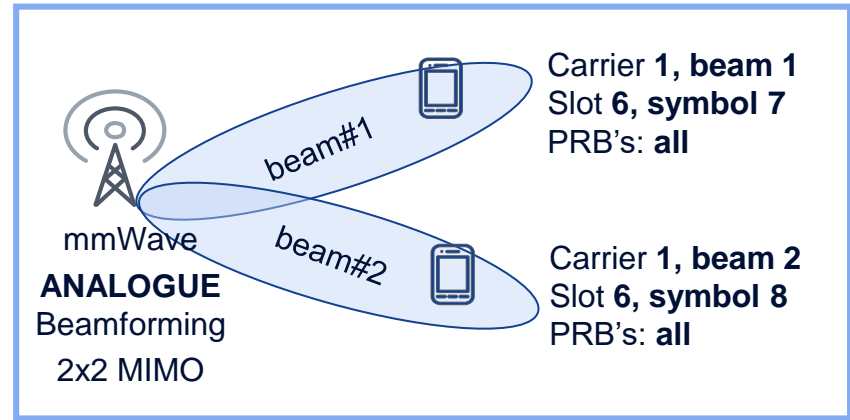 mmWave
ANALOGUE
Beamforming
2x2 MIMO
beam#1
beam#2
Carrier 1, beam 1
Slot 6, symbol 7
PRB's: all
Carrier 1, beam 2
Slot 6, symbol 8
PRB's: all